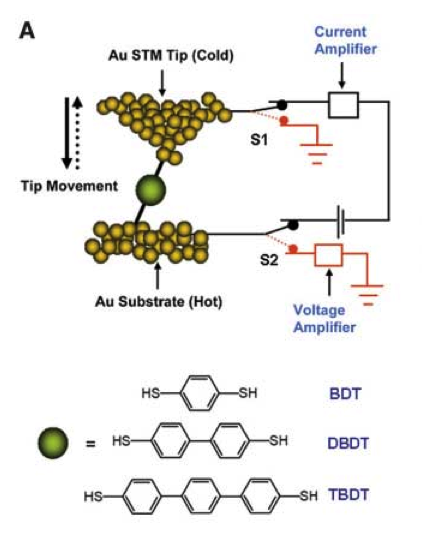 A
Current
Amplifier
Au STM Tip (Cold)
S1
Tip Movement
S2
Au Substrate (Hot)
Voltage
Amplifier
HS SH BDT
= HS SH DBDT
HS SH TBDT